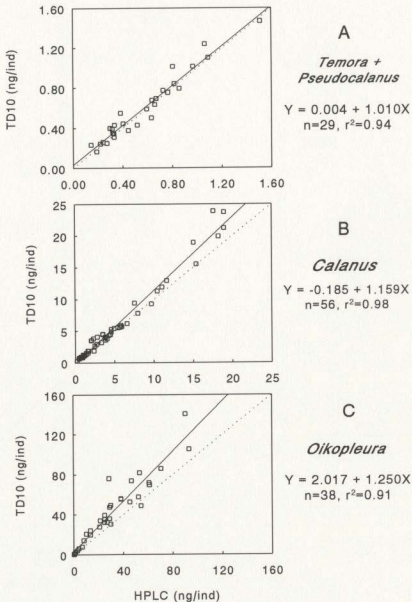 A
Temora +
Pseudocalanus
Y = 0.004 + 1.010X
n=29, r²=0.94
TD10 (ng/ind)
1.60
1.20
0.80
0.40
0.00
0.00 0.40 0.80 1.20 1.60
B
Calanus
Y = -0.185 + 1.159X
n=56, r²=0.98
TD10 (ng/ind)
25
20
15
10
5
0
0 5 10 15 20 25
C
Oikopleura
Y = 2.017 + 1.250X
n=38, r²=0.91
TD10 (ng/ind)
160
120
80
40
0
0 40 80 120 160
HPLC (ng/ind)